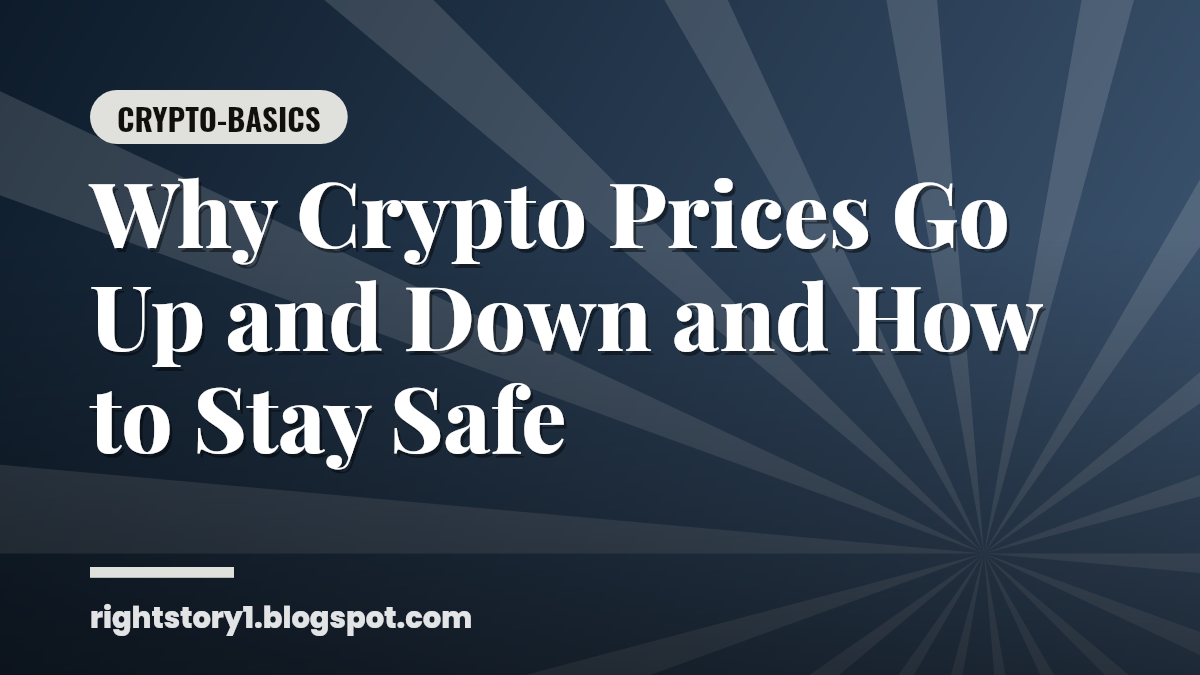 CRYPTO-BASICS
Why Crypto Prices Go
Up and Down and How
to Stay Safe
rightstory1.blogspot.com